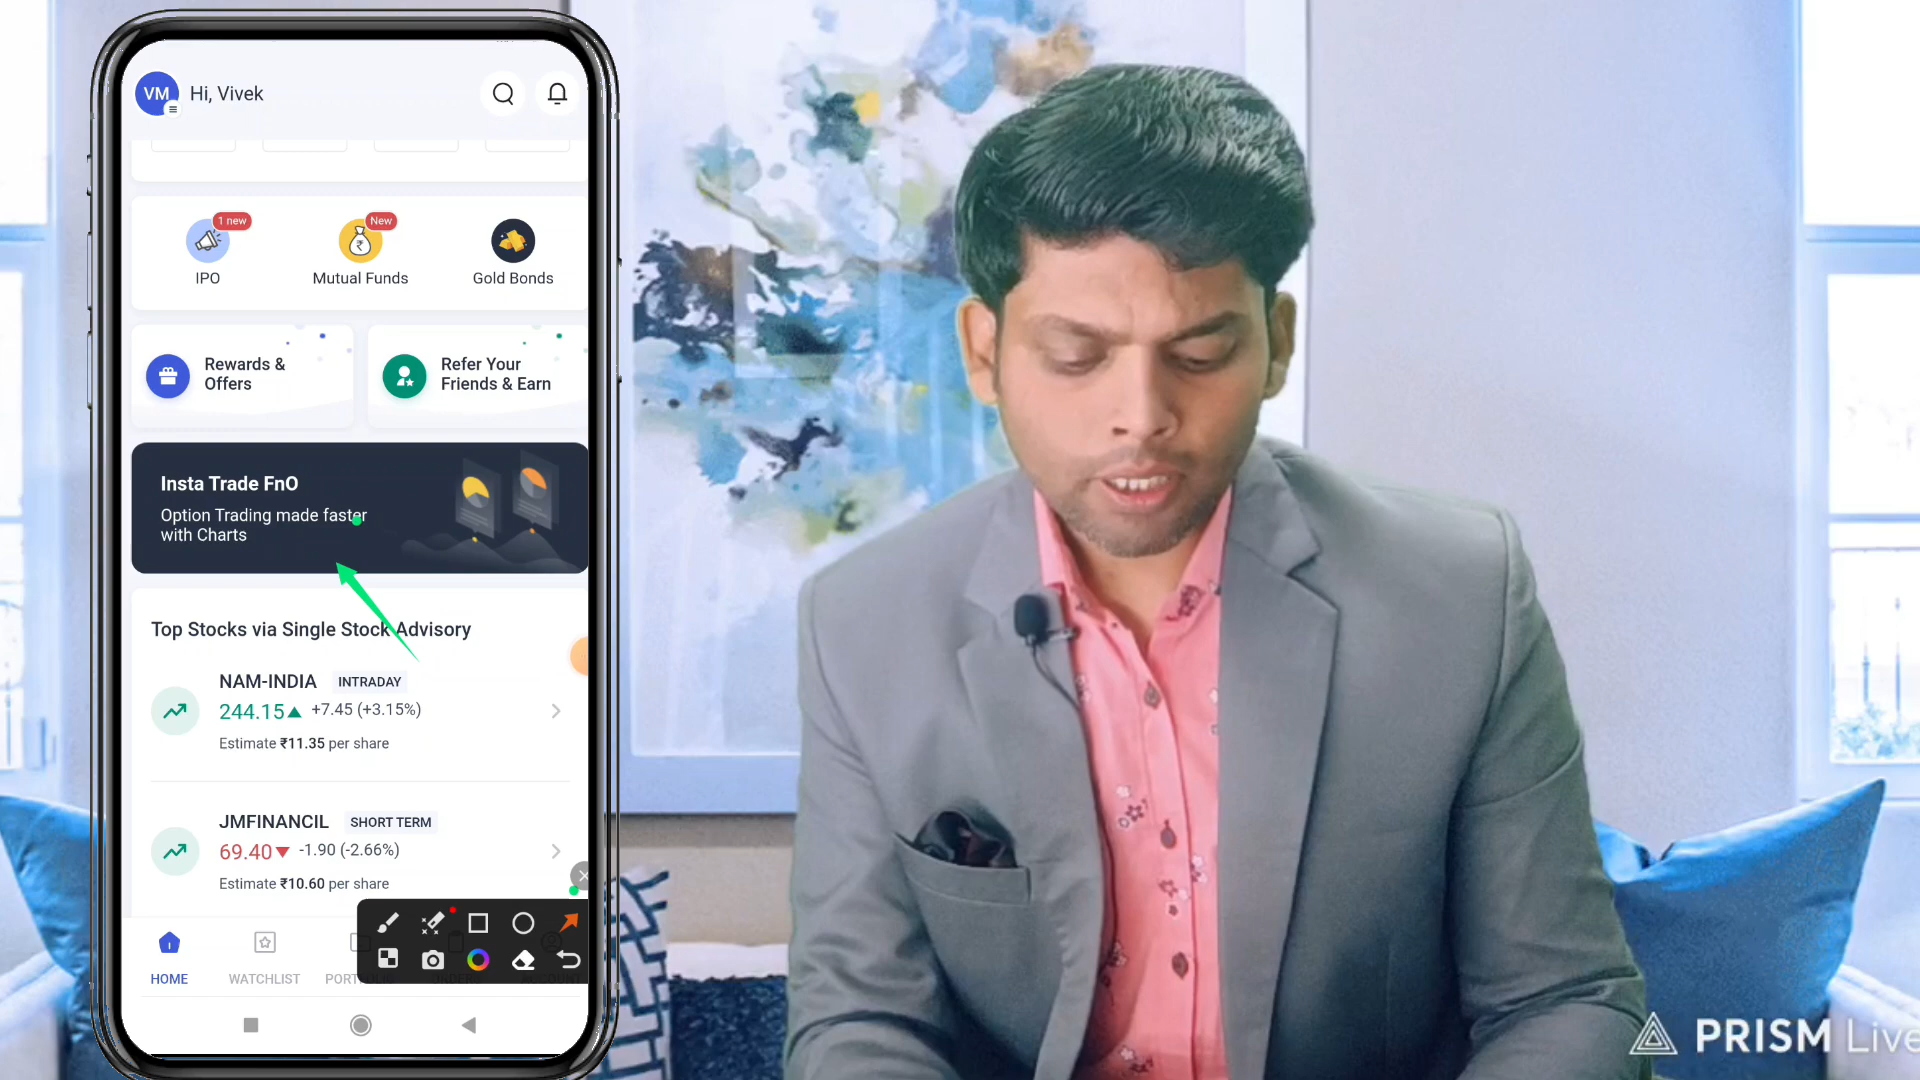 VM
Hi, Vivek
1 new
New
IPO
Mutual Funds
Gold Bonds
Rewards &
Offers
Refer Your
Friends & Earn
Insta Trade FnO
Option Trading made faster
with Charts
Top Stocks via Single Stock Advisory
NAM-INDIA INTRADAY
244.15 +7.45 (+3.15%)
Estimate ₹11.35 per share
JMFINANCIL SHORT TERM
69.40 -1.90 (-2.66%)
Estimate ₹10.60 per share
HOME
WATCHLIST
PRISM Live